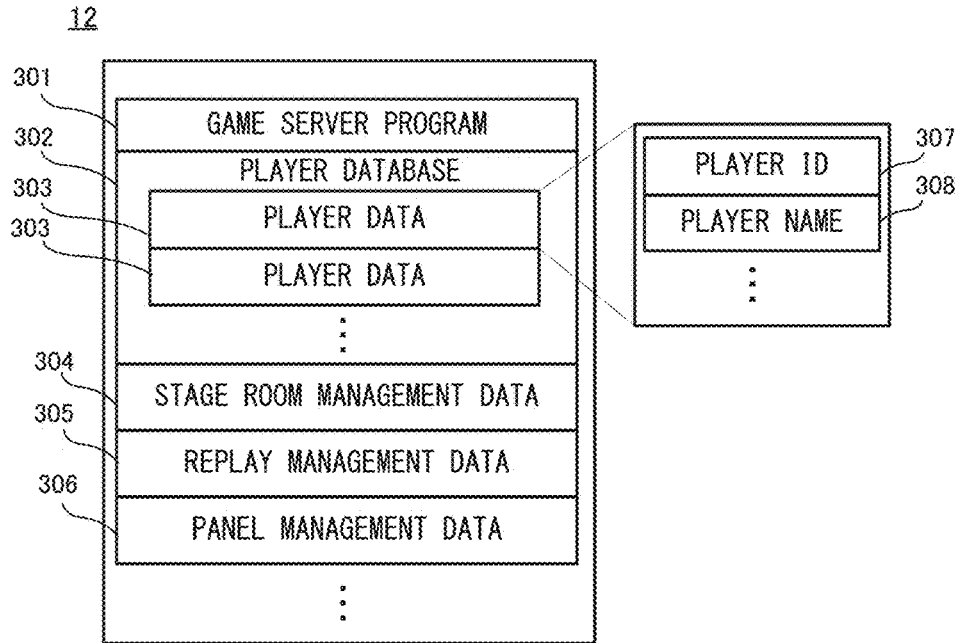 12
301
GAME SERVER PROGRAM
302
PLAYER DATABASE
303
PLAYER DATA
303
PLAYER DATA
304
STAGE ROOM MANAGEMENT DATA
305
REPLAY MANAGEMENT DATA
306
PANEL MANAGEMENT DATA
PLAYER ID
307
PLAYER NAME
308